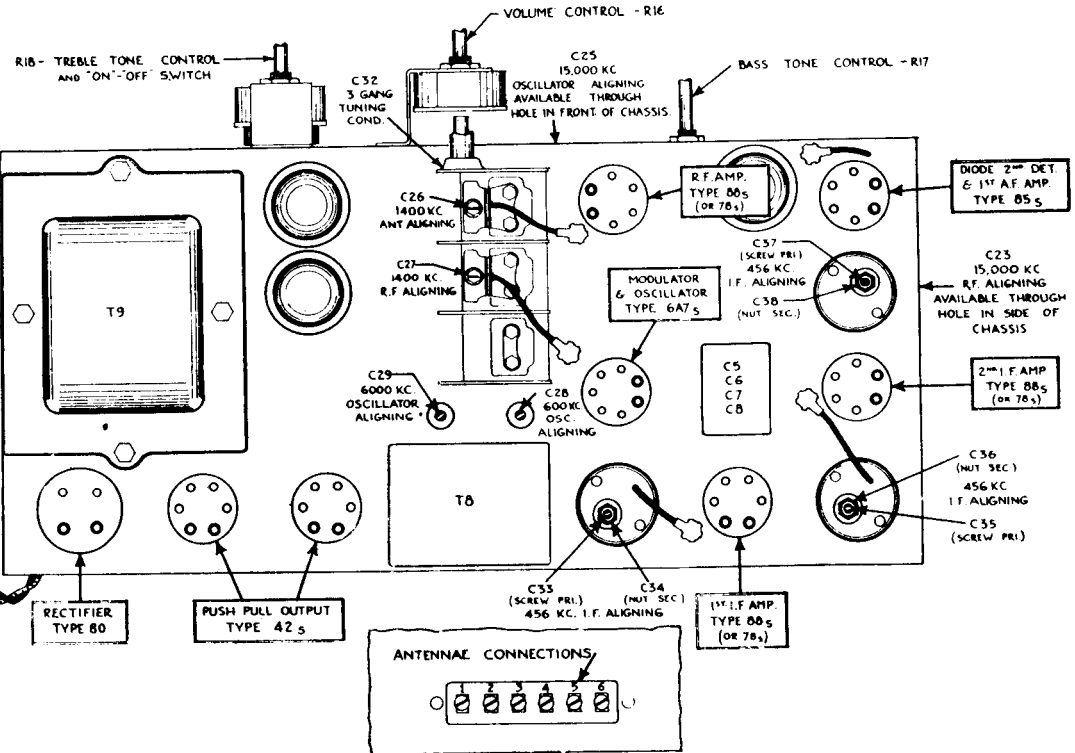 VOLUME CONTROL - R16
R18 - TREBLE TONE CONTROL
AND "ON"-"OFF" SWITCH
C32
3 GANG
TUNING
COND.
C25
15,000 KC
OSCILLATOR ALIGNING
AVAILABLE THROUGH
HOLE IN FRONT OF CHASSIS.
BASS TONE CONTROL - R17
C26
1400 KC
ANT ALIGNING
R.F. AMP.
TYPE 88s
(OR 78s)
DIODE 2ND DET.
& 1ST A.F. AMP.
TYPE 85s
C27
1400 KC.
R.F ALIGNING
C37
(SCREW PRI)
456 KC.
I.F. ALIGNING
C38
(NUT SEC.)
C23
15,000 KC
R.F. ALIGNING
AVAILABLE THROUGH
HOLE IN SIDE OF
CHASSIS
MODULATOR
& OSCILLATOR
TYPE 6A7s
T9
C5
C6
C7
C8
2ND I.F. AMP
TYPE 88s
(OR 78s)
C29
6000 KC.
OSCILLATOR
ALIGNING
C28
600 KC
OSC.
ALIGNING
T8
C36
(NUT SEC)
456 KC
I.F. ALIGNING
C35
(SCREW PRI.)
C33
(SCREW PRI.)
C34
(NUT SEC)
456 KC. I.F. ALIGNING
RECTIFIER
TYPE 80
PUSH PULL OUTPUT
TYPE 42s
1ST I.F AMP.
TYPE 88s
(OR 78s)
ANTENNAE CONNECTIONS
1 2 3 4 5 6